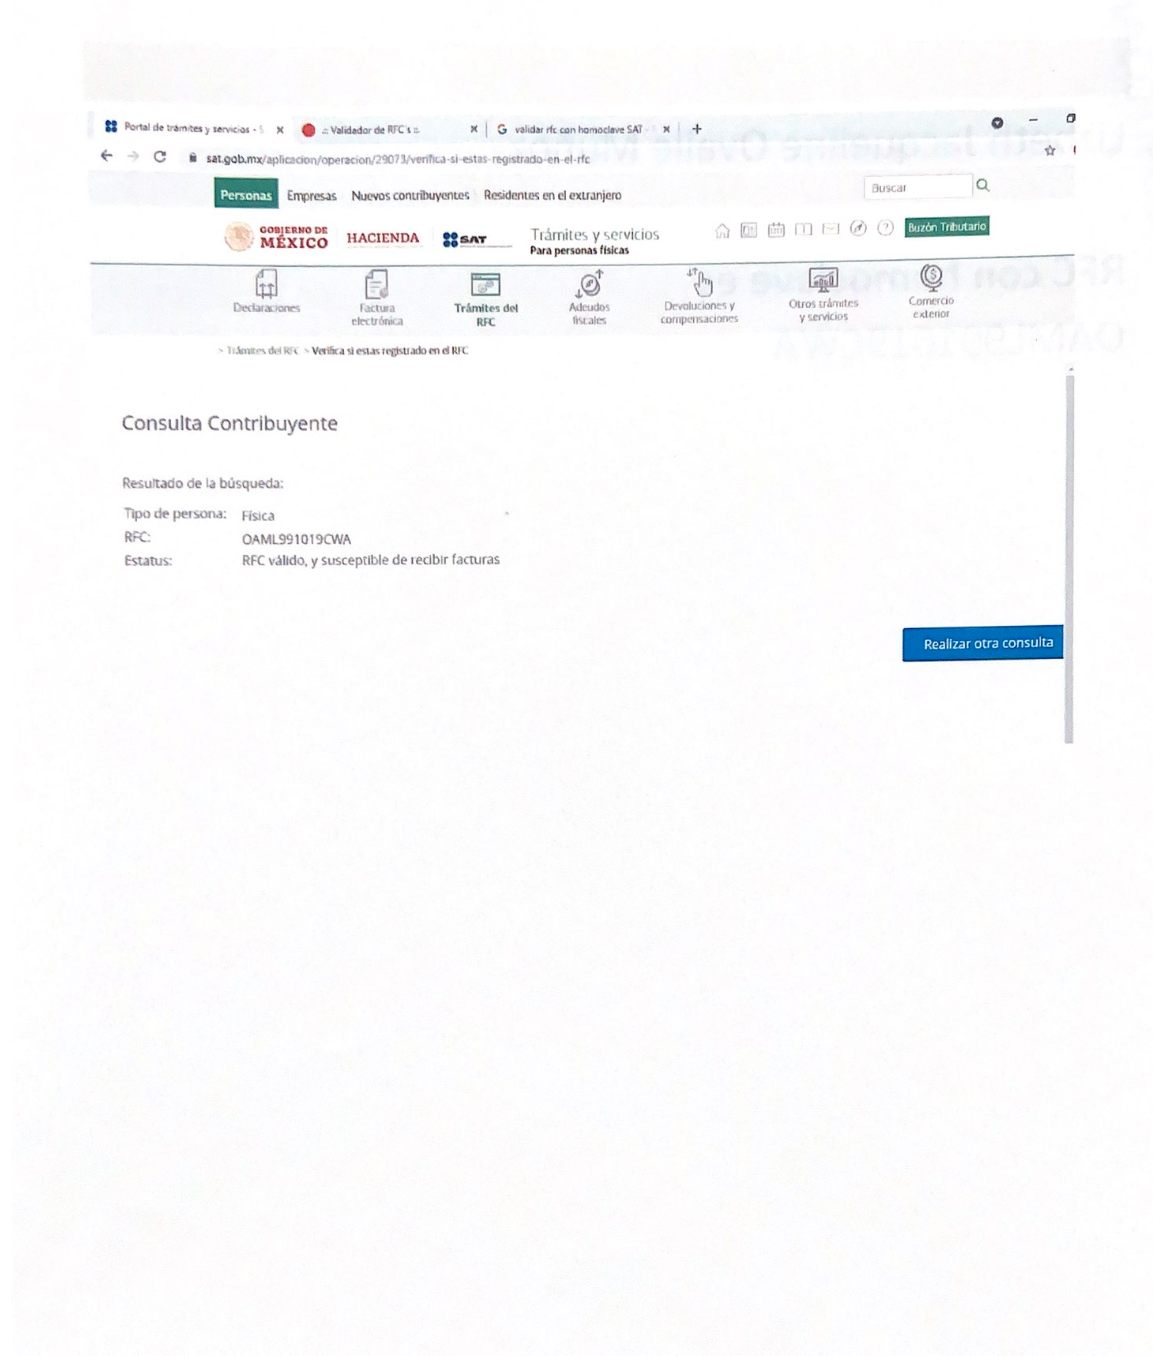 Portal de trámites y servicios - S
.:: Validador de RFC's ::.
validar rfc con homoclave SAT -
sat.gob.mx/aplicacion/operacion/29073/verifica-si-estas-registrado-en-el-rfc
Personas Empresas Nuevos contribuyentes Residentes en el extranjero
Buscar
GOBIERNO DE MÉXICO
HACIENDA
SAT
Trámites y servicios
Para personas físicas
Buzón Tributario
Declaraciones
Factura electrónica
Trámites del RFC
Adeudos fiscales
Devoluciones y compensaciones
Otros trámites y servicios
Comercio exterior
> Trámites del RFC > Verifica si estas registrado en el RFC
Consulta Contribuyente
Resultado de la búsqueda:
Tipo de persona: Física
RFC: OAML991019CWA
Estatus: RFC válido, y susceptible de recibir facturas
Realizar otra consulta